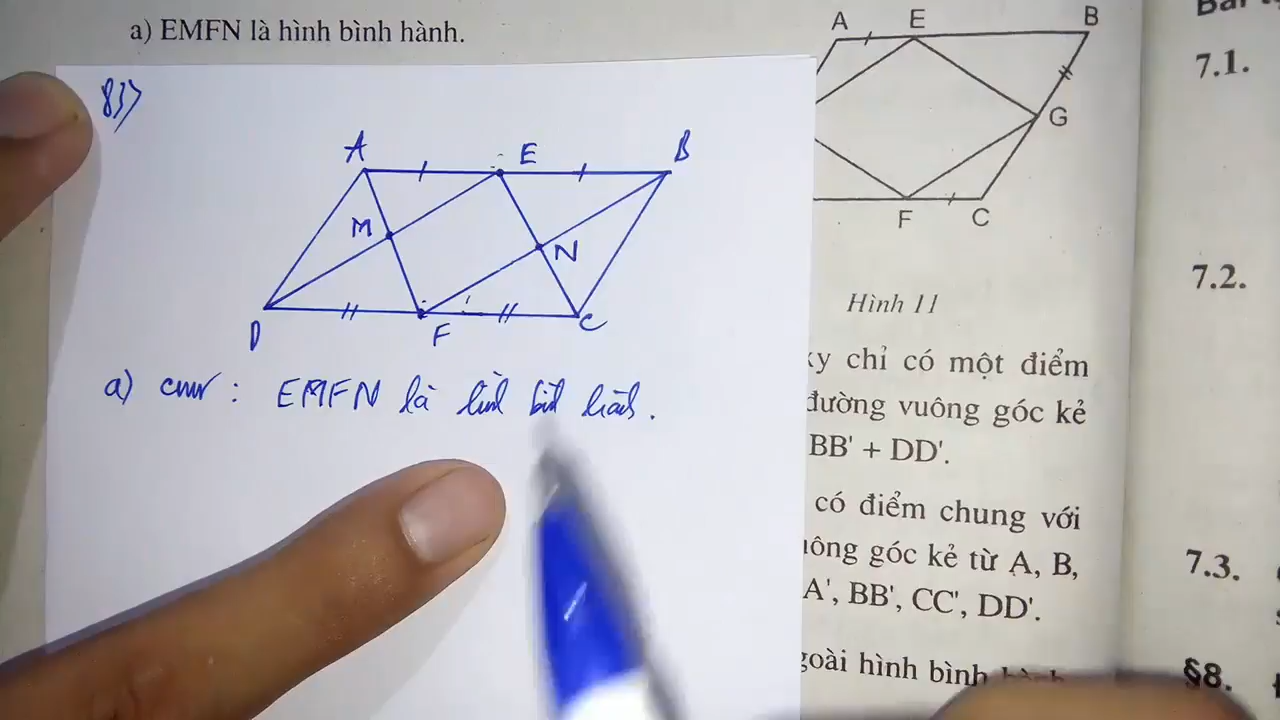 a) EMFN là hình bình hành.
83)
A E B
M
N
D F C
a) cmr : EMFN là hình bình hành.
A E B
G
F C
Hình 11
ky chỉ có một điểm
đường vuông góc kẻ
BB' + DD'.
có điểm chung với
uông góc kẻ từ A, B,
A', BB', CC', DD'.
goài hình bình
7.1.
7.2.
7.3.
§8.